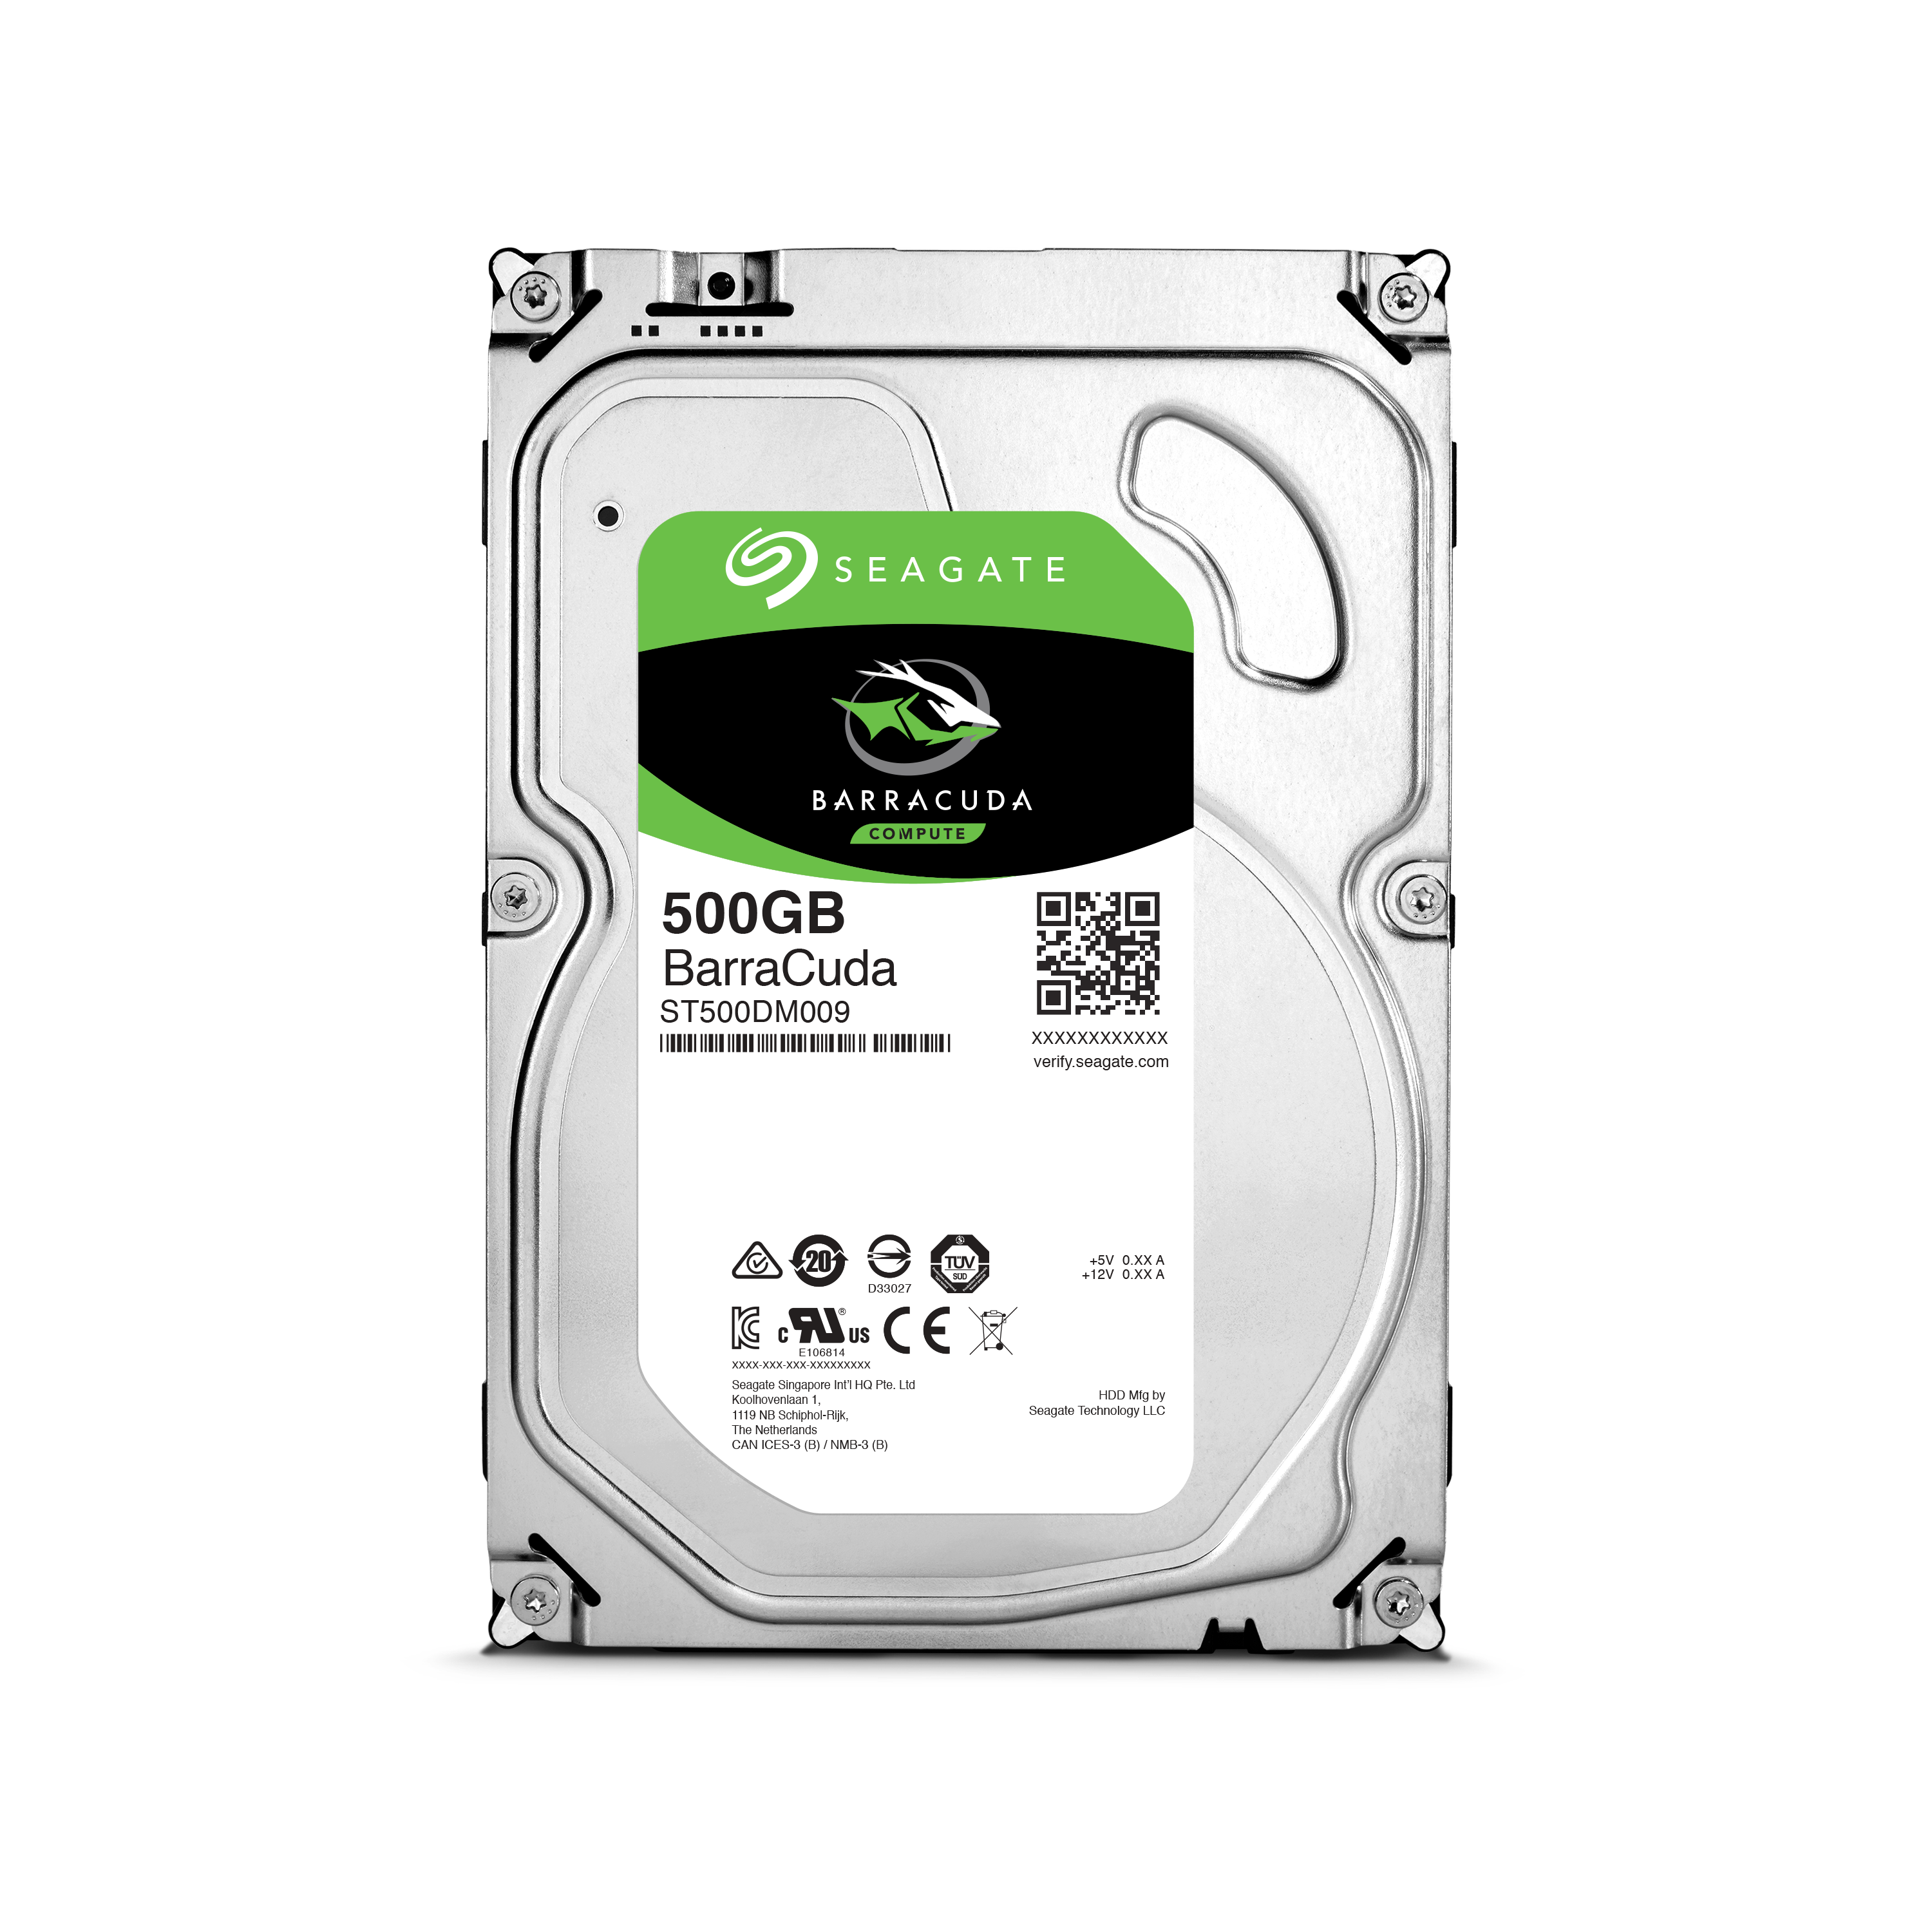 SEAGATE
BARRACUDA
COMPUTE
500GB
BarraCuda
ST500DM009
XXXXXXXXXXXX
verify.seagate.com
20
D33027
TÜV
SÜD
+5V 0.XX A
+12V 0.XX A
C US ®
CE
E106814
XXXX-XXX-XXX-XXXXXXXXX
Seagate Singapore Int'l HQ Pte. Ltd
Koolhovenlaan 1,
1119 NB Schiphol-Rijk,
The Netherlands
CAN ICES-3 (B) / NMB-3 (B)
HDD Mfg by
Seagate Technology LLC